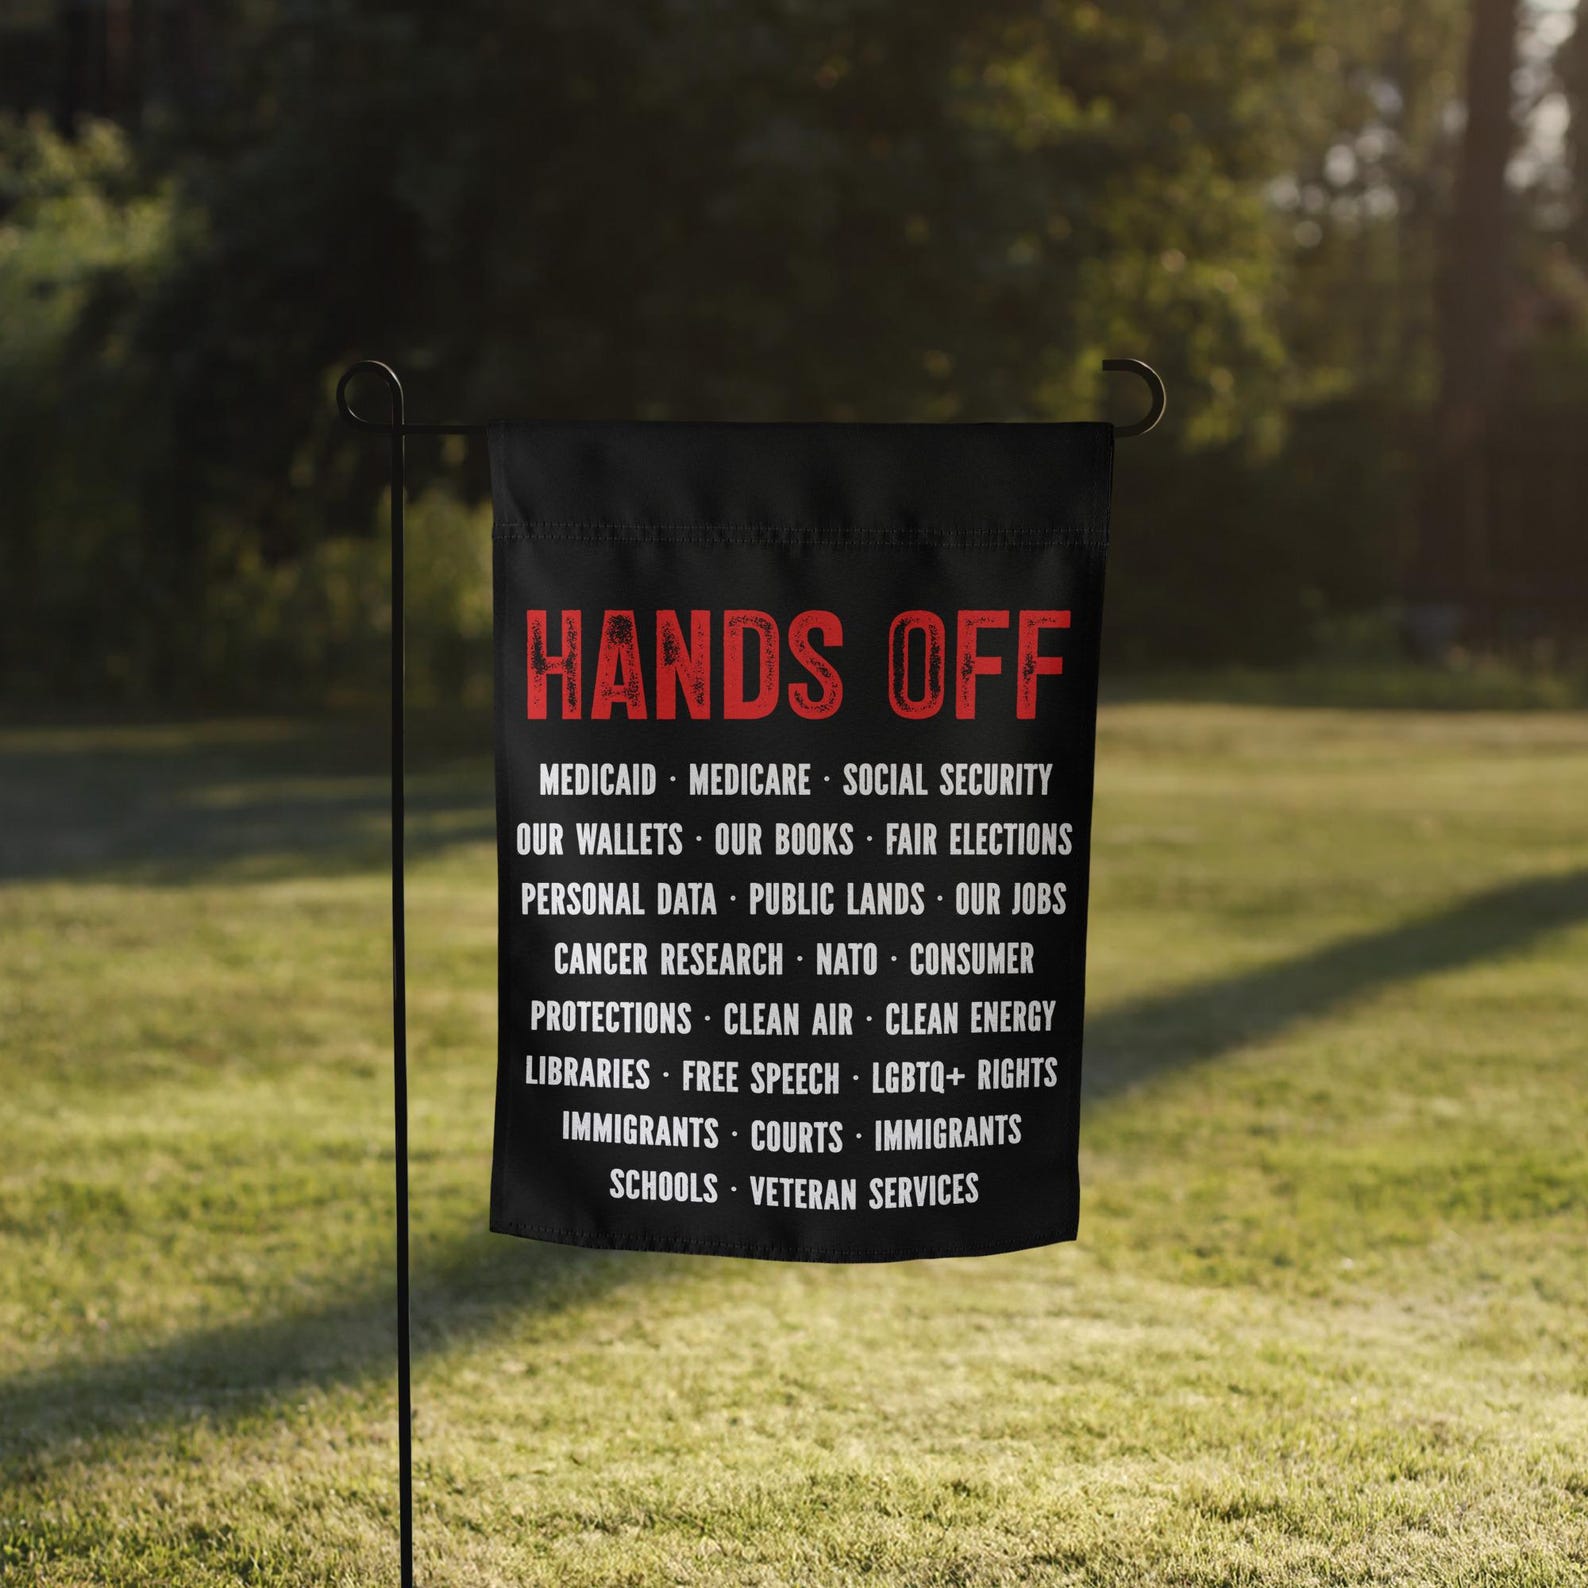 HANDS OFF
MEDICAID · MEDICARE · SOCIAL SECURITY
OUR WALLETS · OUR BOOKS · FAIR ELECTIONS
PERSONAL DATA · PUBLIC LANDS · OUR JOBS
CANCER RESEARCH · NATO · CONSUMER
PROTECTIONS · CLEAN AIR · CLEAN ENERGY
LIBRARIES · FREE SPEECH · LGBTQ+ RIGHTS
IMMIGRANTS · COURTS · IMMIGRANTS
SCHOOLS · VETERAN SERVICES